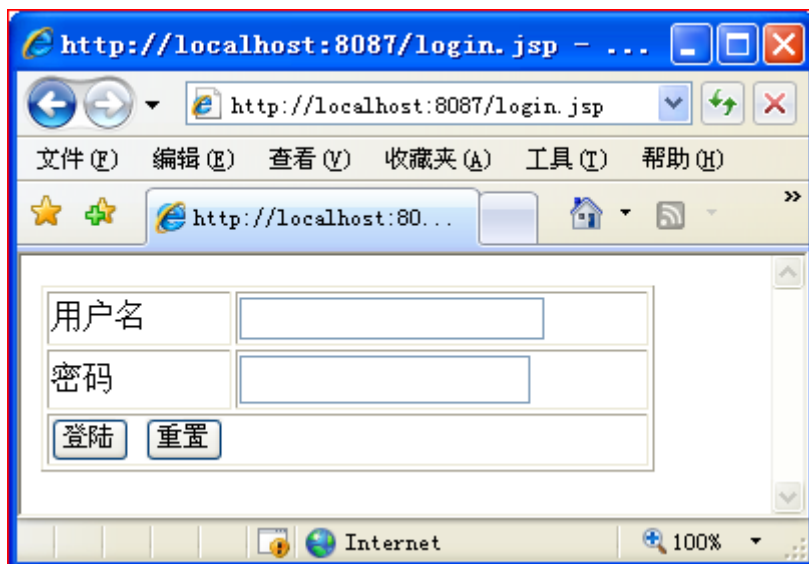 http://localhost:8087/login.jsp - ...
http://localhost:8087/login.jsp
文件(F) 编辑(E) 查看(V) 收藏夹(A) 工具(T) 帮助(H)
http://localhost:80... »
用户名
密码
登陆 重置
Internet 100%